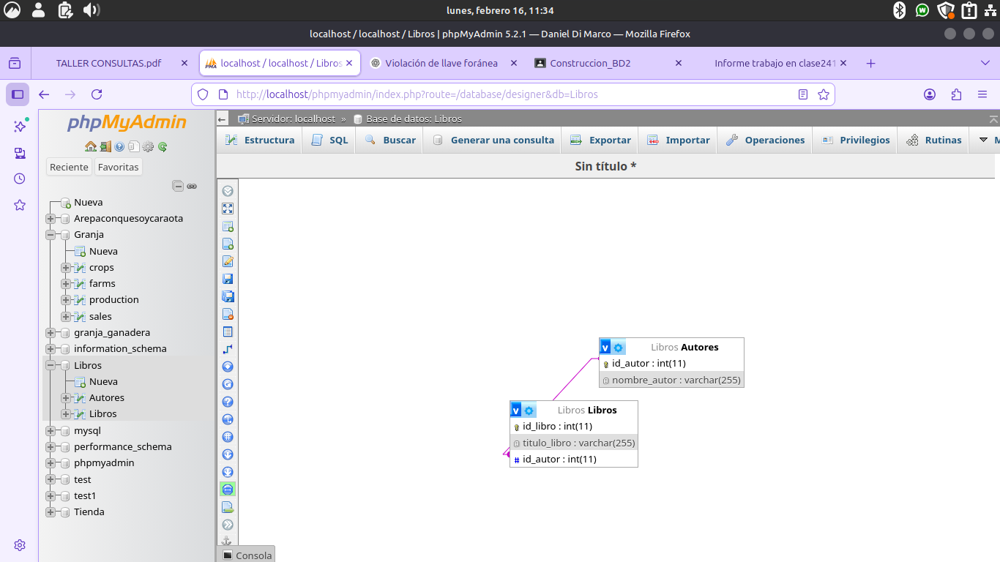 lunes, febrero 16, 11:34
localhost / localhost / Libros | phpMyAdmin 5.2.1 — Daniel Di Marco — Mozilla Firefox
TALLER CONSULTAS.pdf
localhost / localhost / Libros
Violación de llave foránea
Construccion_BD2
Informe trabajo en clase241
http://localhost/phpmyadmin/index.php?route=/database/designer&db=Libros
phpMyAdmin
Reciente
Favoritas
Nueva
Arepaconquesoycaraota
Granja
Nueva
crops
farms
production
sales
granja_ganadera
information_schema
Libros
Nueva
Autores
Libros
mysql
performance_schema
phpmyadmin
test
test1
Tienda
Servidor: localhost » Base de datos: Libros
Estructura
SQL
Buscar
Generar una consulta
Exportar
Importar
Operaciones
Privilegios
Rutinas
Sin título *
Libros Autores
id_autor : int(11)
nombre_autor : varchar(255)
Libros Libros
id_libro : int(11)
titulo_libro : varchar(255)
id_autor : int(11)
Consola